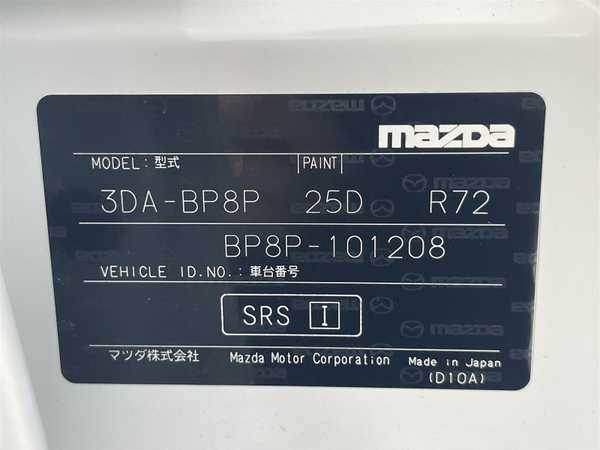 mazda
MODEL: 型式 PAINT
3DA-BP8P 25D R72
BP8P-101208
VEHICLE ID.NO.: 車台番号
SRS I
マツダ株式会社 Mazda Motor Corporation Made in Japan
(D10A)